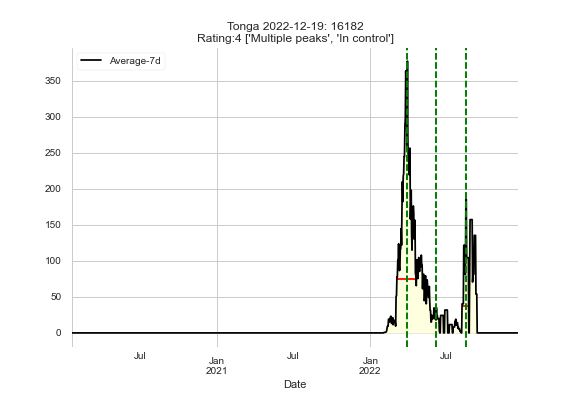 Tonga 2022-12-19: 16182
Rating:4 ['Multiple peaks', 'In control']
Average-7d
350
300
250
200
150
100
50
0
Jul
Jan
2021
Jul
Jan
2022
Jul
Date